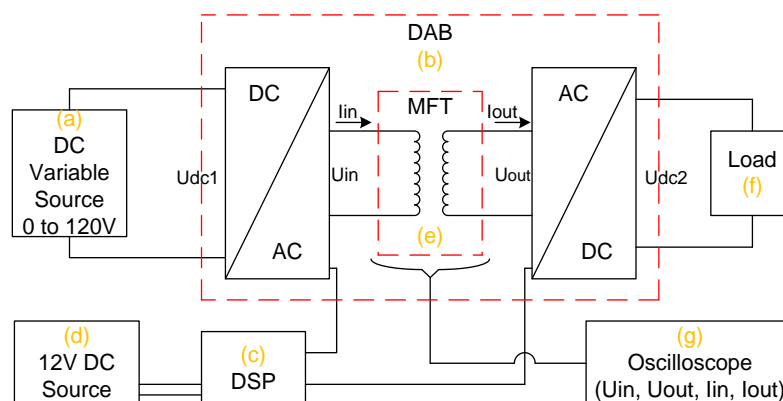 DAB
(b)
(a)
DC
Variable
Source
0 to 120V
Udc1
DC
AC
Iin
Uin
MFT
(e)
Iout
Uout
AC
DC
Udc2
Load
(f)
(d)
12V DC
Source
(c)
DSP
(g)
Oscilloscope
(Uin, Uout, Iin, Iout)